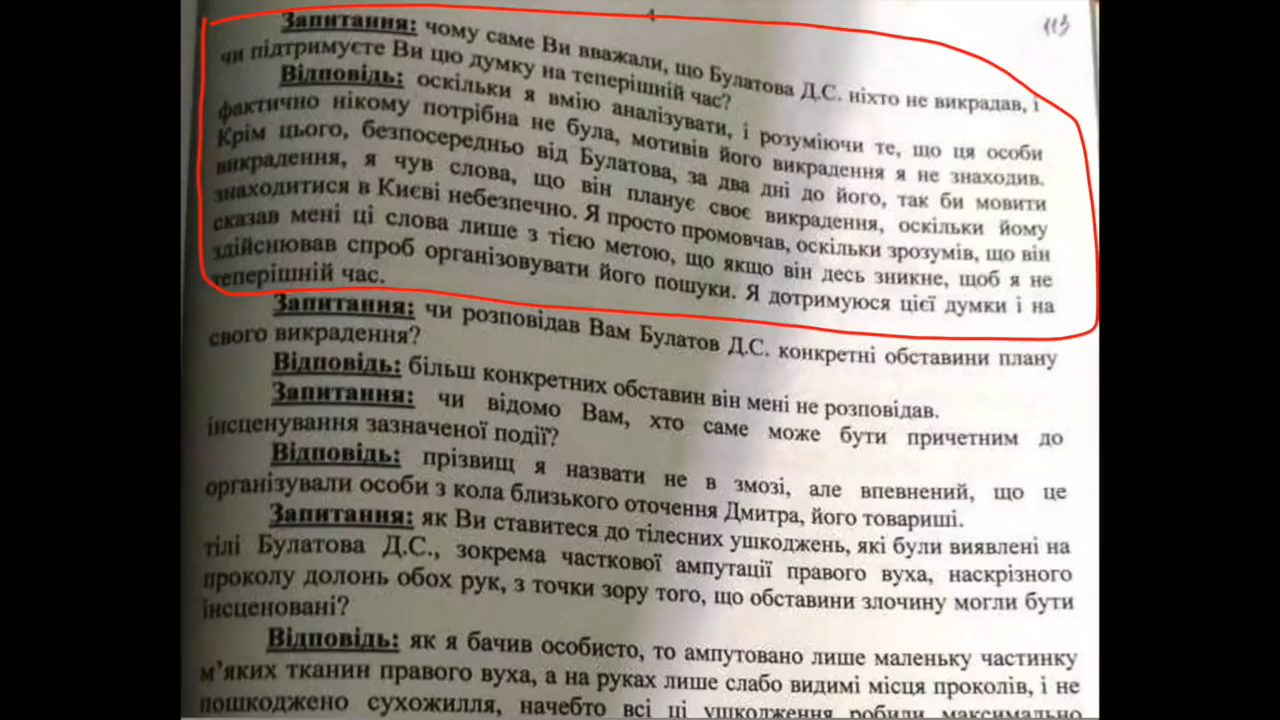 4
113
Запитання: чому саме Ви вважали, що Булатова Д.С. ніхто не викрадав, і
чи підтримуєте Ви цю думку на теперішній час?
Відповідь: оскільки я вмію аналізувати, і розуміючи те, що ця особи
фактично нікому потрібна не була, мотивів його викрадення я не знаходив.
Крім цього, безпосередньо від Булатова, за два дні до його, так би мовити
викрадення, я чув слова, що він планує своє викрадення, оскільки йому
знаходитися в Києві небезпечно. Я просто промовчав, оскільки зрозумів, що він
сказав мені ці слова лише з тією метою, що якщо він десь зникне, щоб я не
здійснював спроб організовувати його пошуки. Я дотримуюся цієї думки і на
теперішній час.
Запитання: чи розповідав Вам Булатов Д.С. конкретні обставини плану
свого викрадення?
Відповідь: більш конкретних обставин він мені не розповідав.
Запитання: чи відомо Вам, хто саме може бути причетним до
інсценування зазначеної події?
Відповідь: прізвищ я назвати не в змозі, але впевнений, що це
організували особи з кола близького оточення Дмитра, його товариші.
Запитання: як Ви ставитеся до тілесних ушкоджень, які були виявлені на
тілі Булатова Д.С., зокрема часткової ампутації правого вуха, наскрізного
проколу долонь обох рук, з точки зору того, що обставини злочину могли бути
інсценовані?
Відповідь: як я бачив особисто, то ампутовано лише маленьку частинку
м'яких тканин правого вуха, а на руках лише слабо видимі місця проколів, і не
пошкоджено сухожилля, начебто всі ці ушкодження робили максимально